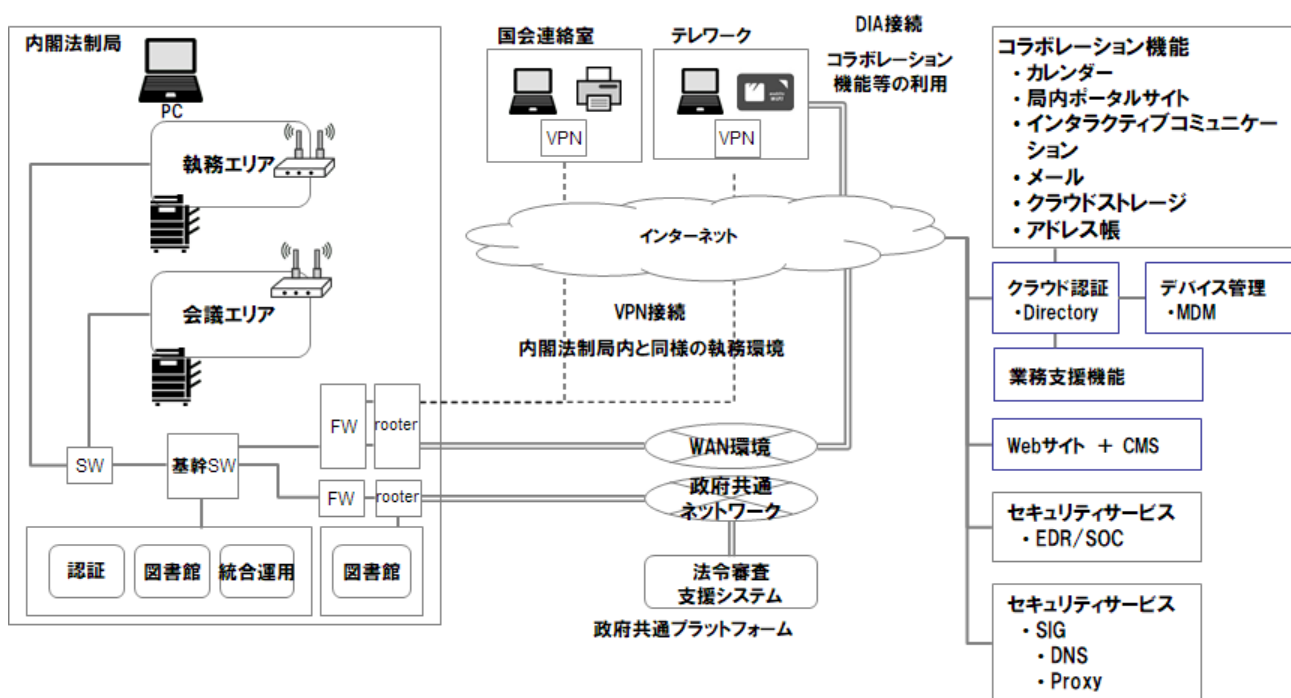 内閣法制局
PC
執務エリア
会議エリア
SW
基幹SW
FW
rooter
FW
rooter
認証
図書館
統合運用
図書館
国会連絡室
VPN
テレワーク
VPN
DIA接続
コラボレーション
機能等の利用
インターネット
VPN接続
内閣法制局内と同様の執務環境
WAN環境
政府共通
ネットワーク
法令審査
支援システム
政府共通プラットフォーム
コラボレーション機能
・カレンダー
・局内ポータルサイト
・インタラクティブコミュニケー
ション
・メール
・クラウドストレージ
・アドレス帳
クラウド認証
・Directory
デバイス管理
・MDM
業務支援機能
Webサイト + CMS
セキュリティサービス
・EDR/SOC
セキュリティサービス
・SIG
・DNS
・Proxy